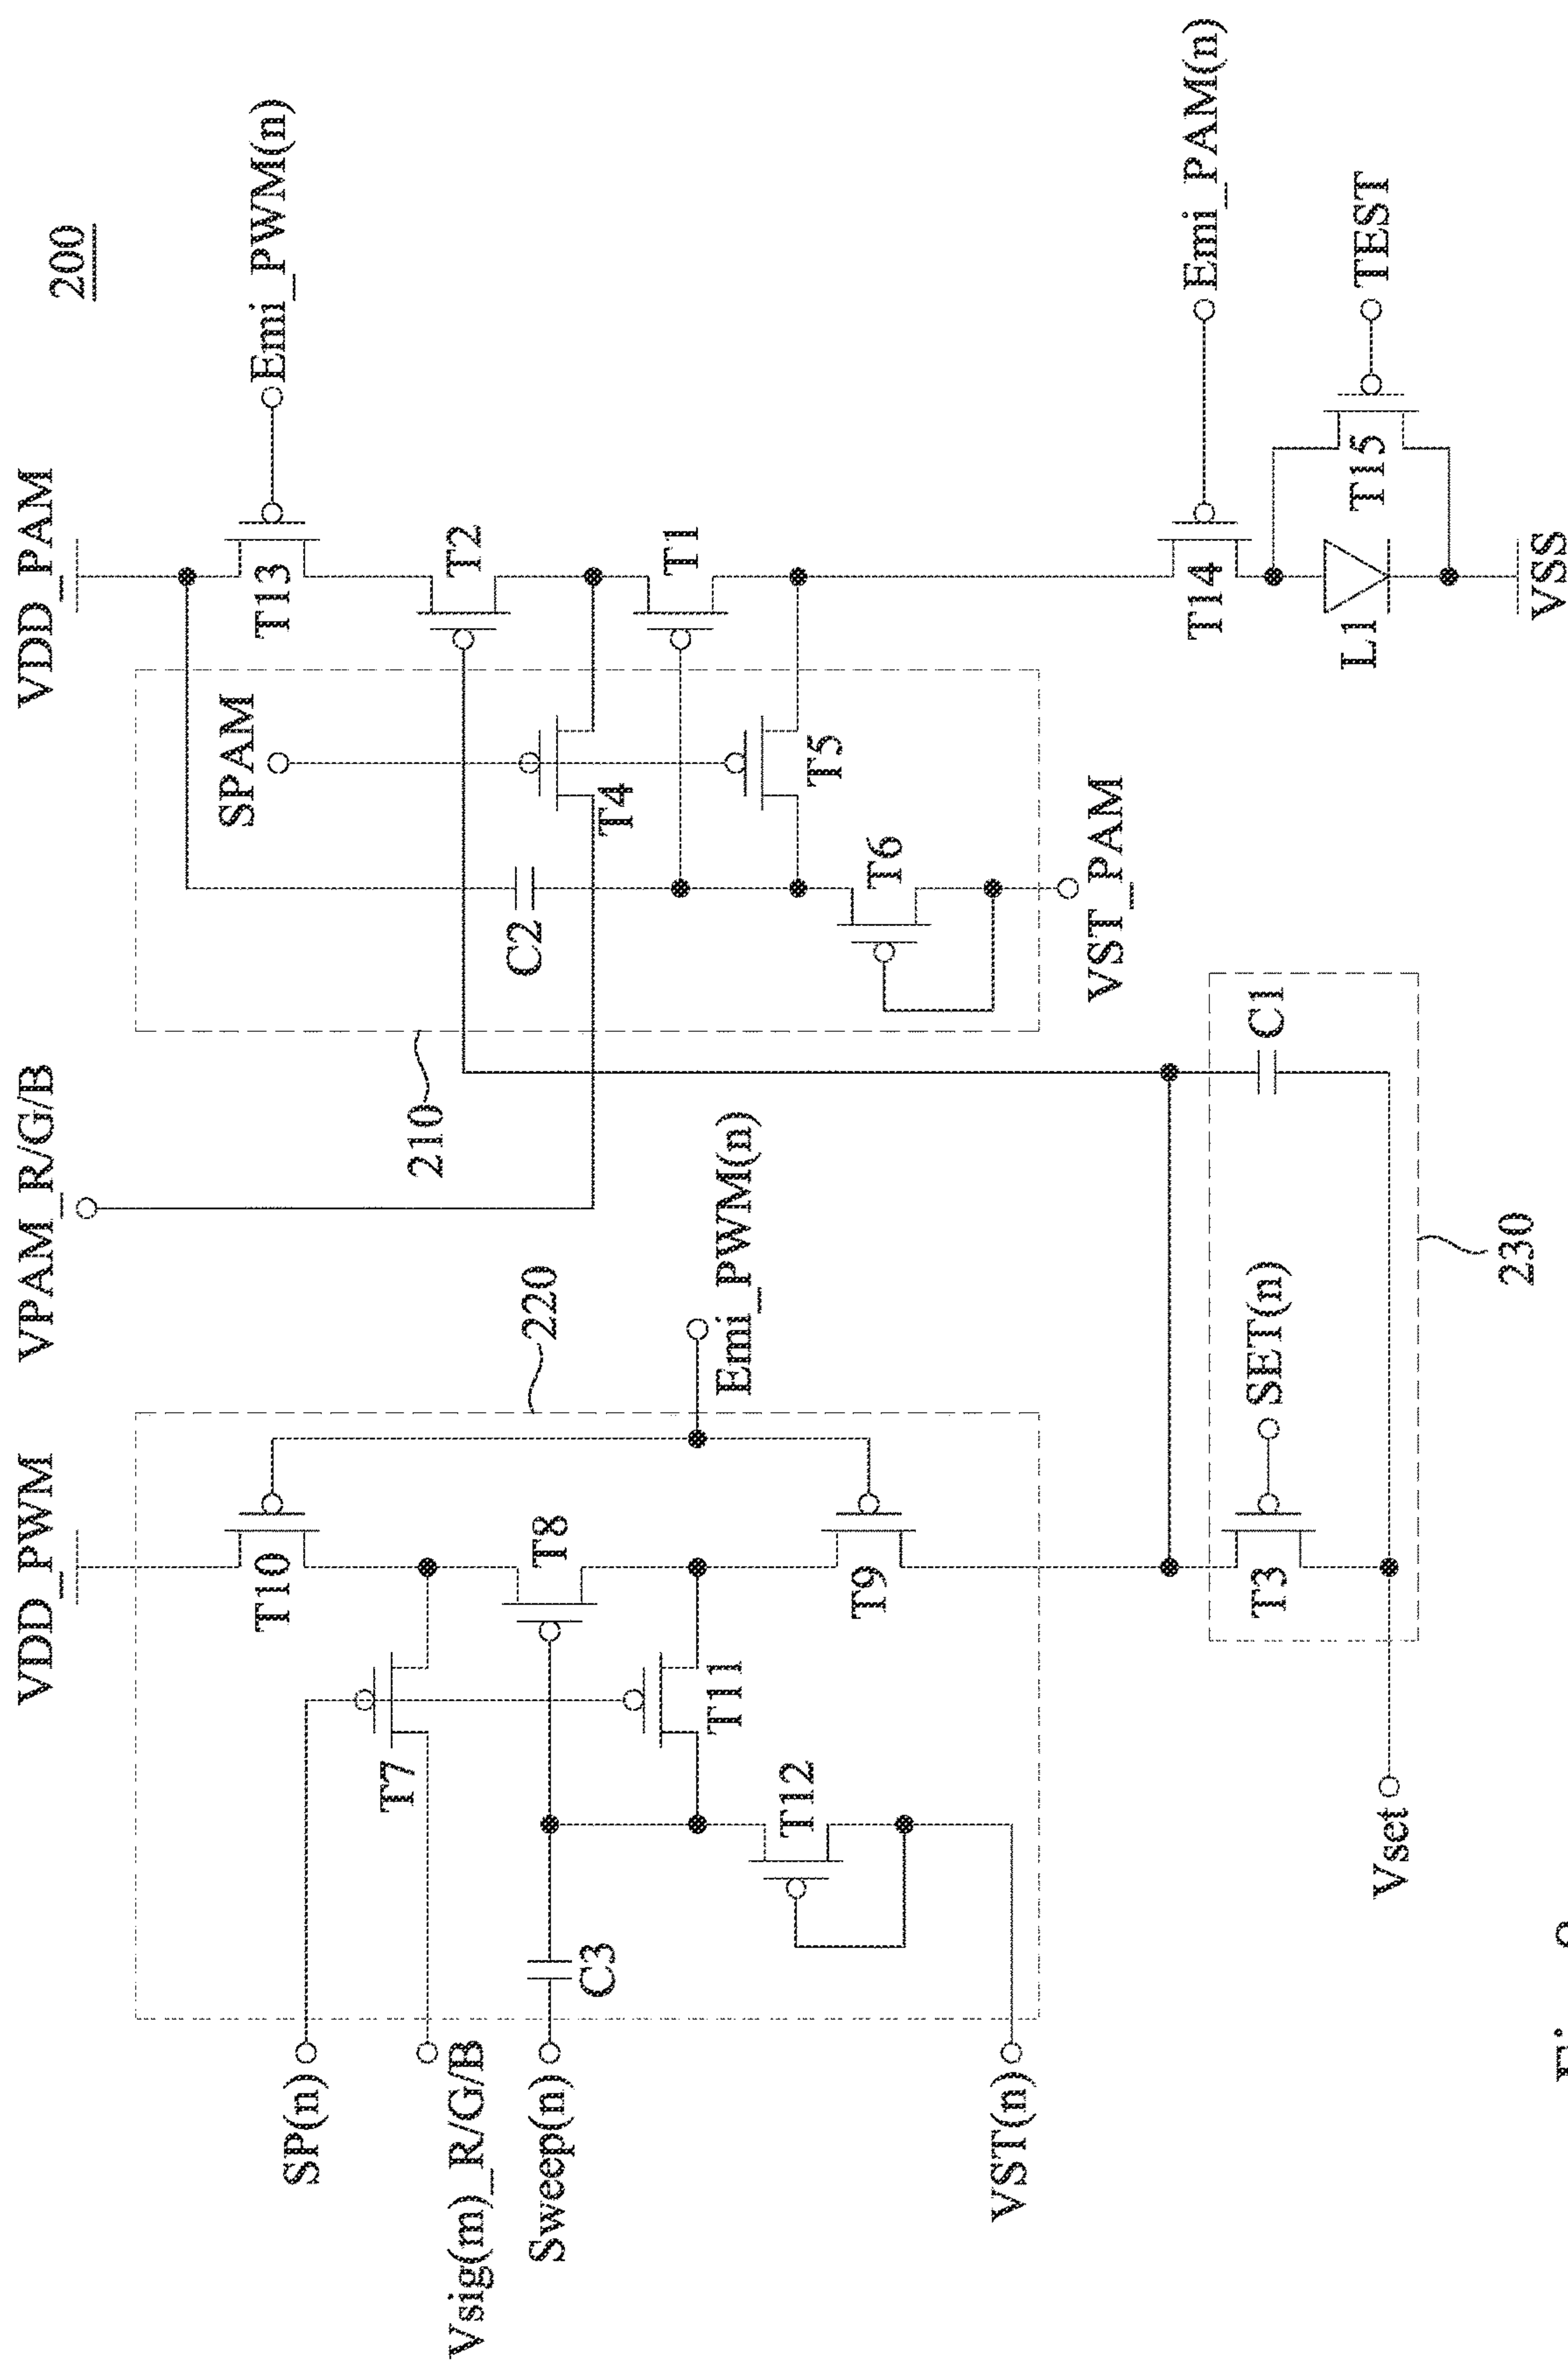 200
VDD_PWM
VPAM_R/G/B
VDD_PAM
T10
T13
Emi_PWM(n)
SPAM
SP(n)
T7
Vsig(m)_R/G/B
T8
220
210
C2
T4
T2
Sweep(n)
C3
T11
T1
Emi_PWM(n)
T5
T12
T9
T6
VST(n)
VST_PAM
T14
Emi_PAM(n)
T3
SET(n)
C1
L1
T15
TEST
Vset
230
VSS